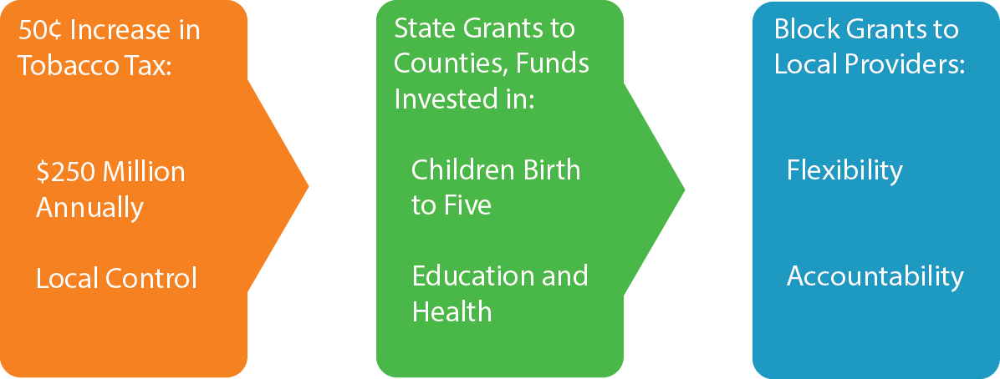 50¢ Increase in
Tobacco Tax:
$250 Million
Annually
Local Control
State Grants to
Counties, Funds
Invested in:
Children Birth
to Five
Education and
Health
Block Grants to
Local Providers:
Flexibility
Accountability